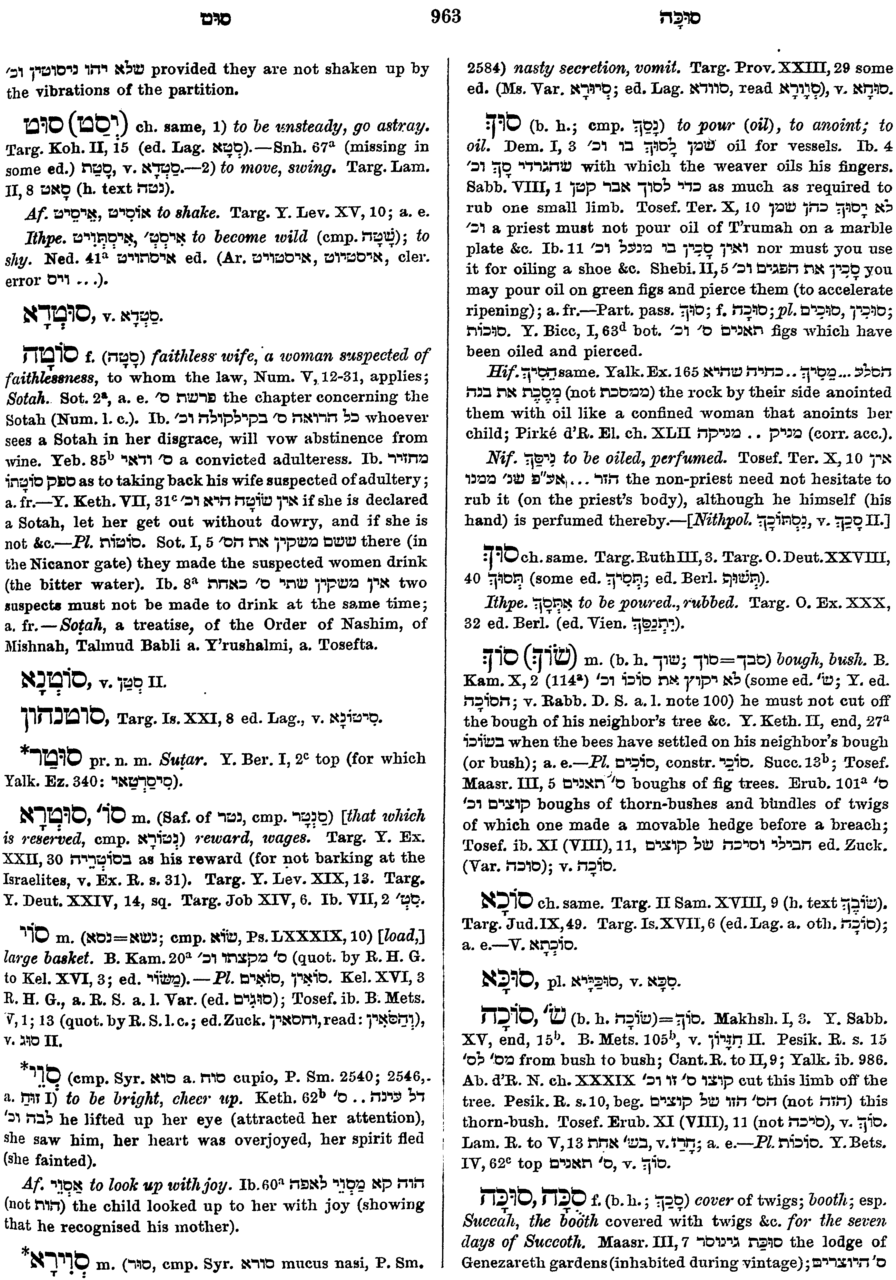 סוט 963 סוּכָּה
שלא יהו ניסוטין וכ׳ provided they are not shaken up by
the vibrations of the partition.
סוּט (יְסַט) ch. same, 1) to be unsteady, go astray.
Targ. Koh. II, 15 (ed. Lag. סְטָא).—Snh. 67ᵃ (missing in
some ed.) סָטָת, v. סָטְדָא.—2) to move, swing. Targ. Lam.
II, 8 סאט (h. text נטה).
Af. אֵיסִיט, אוֹסִיט to shake. Targ. Y. Lev. XV, 10; a. e.
Ithpe. אִיסְתְּוִיט, אִיסְ׳ to become wild (cmp. שָׁטָה); to
shy. Ned. 41ᵃ איסתוויט ed. (Ar. איסטויט, איסטיוט, cler.
error ויס ...).
סוּטְדָא, v. סָטְדָא.
סוֹטָה f. (סָטָה) faithless wife, a woman suspected of
faithlessness, to whom the law, Num. V, 12-31, applies;
Sotah. Sot. 2ᵃ, a. e. פרשת ס׳ the chapter concerning the
Sotah (Num. l. c.). Ib. כל הרואה ס׳ בקילקולה וכ׳ whoever
sees a Sotah in her disgrace, will vow abstinence from
wine. Yeb. 85ᵇ ס׳ ודאי a convicted adulteress. Ib. מחזיר
ספק סוֹטָתוֹ as to taking back his wife suspected of adultery;
a. fr.—Y. Keth. VII, 31ᶜ אין שׂוֹטָה היא וכ׳ if she is declared
a Sotah, let her get out without dowry, and if she is
not &c.—Pl. סוֹטוֹת. Sot. I, 5 ששם משקין את הס׳ there (in
the Nicanor gate) they made the suspected women drink
(the bitter water). Ib. 8ᵃ אין משקין שתי ס׳ כאחת two
suspects must not be made to drink at the same time;
a. fr.—Soṭah, a treatise, of the Order of Nashim, of
Mishnah, Talmud Babli a. Y'rushalmi, a. Tosefta.
סוֹטְנָא, v. סָטָן II.
סוטנהון, Targ. Is. XXI, 8 ed. Lag., v. סִיטוֹנָא.
*סוּטַר pr. n. m. Suṭar. Y. Ber. I, 2ᶜ top (for which
Yalk. Ez. 340: סִיסַרְטָאי).
סוֹטְרָא, סוֹ׳ m. (Saf. of נטר, cmp. סַנְטֵר) [that which
is reserved, cmp. נְטוֹרָא) reward, wages. Targ. Y. Ex.
XXII, 30 בסוֹטְרֵיהּ as his reward (for not barking at the
Israelites, v. Ex. R. s. 31). Targ. Y. Lev. XIX, 13. Targ.
Y. Deut. XXIV, 14, sq. Targ. Job XIV, 6. Ib. VII, 2 סְטָ׳.
סוֹי m. (נסא=נשא; cmp. שׂוֹא, Ps. LXXXIX, 10) [load,]
large basket. B. Kam. 20ᵃ ס׳ מקצתו וכ׳ (quot. by R. H. G.
to Kel. XVI, 3; ed. מַשּׂוּי).—Pl. סוֹאִין, סוֹאִים. Kel. XVI, 3
R. H. G., a. R. S. a. l. Var. (ed. סוּגִים); Tosef. ib. B. Mets.
V, 1; 13 (quot. by R. S. l. c.; ed. Zuck. וחסאין, read: וְהַסּוֹאִין),
v. סוּג II.
*סְוַי (cmp. Syr. סוא a. סוח cupio, P. Sm. 2540; 2546,
a. זוּחַ I) to be bright, cheer up. Keth. 62ᵇ דל עינה .. ס׳
לבה וכ׳ he lifted up her eye (attracted her attention),
she saw him, her heart was overjoyed, her spirit fled
(she fainted).
Af. אַסְוֵי to look up with joy. Ib. 60ᵃ הוה קא מַסְוֵי לאפה
(not הות) the child looked up to her with joy (showing
that he recognised his mother).
*סְוִירָא m. (סור, cmp. Syr. סורא mucus nasi, P. Sm.
2584) nasty secretion, vomit. Targ. Prov. XXIII, 29 some
ed. (Ms. Var. סְיוּרָא; ed. Lag. סוודא, read סְוָורָא), v. סוּחָא.
סוּךְ (b. h.; cmp. נָסַךְ) to pour (oil), to anoint; to
oil. Dem. I, 3 שמן לסוּךְ בו וכ׳ oil for vessels. Ib. 4
שהגרדי סָךְ וכ׳ with which the weaver oils his fingers.
Sabb. VIII, 1 כדי לסוך אבר קטן as much as required to
rub one small limb. Tosef. Ter. X, 10 לא יָסוּךְ כהן שמן
וכ׳ a priest must not pour oil of T'rumah on a marble
plate &c. Ib. 11 ואין סָכִין בו מנעל וכ׳ nor must you use
it for oiling a shoe &c. Shebi. II, 5 סָכִין את הפגים וכ׳ you
may pour oil on green figs and pierce them (to accelerate
ripening); a. fr.—Part. pass. סוּךְ; f. סוּכָה; pl. סוּכִים, סוּכִין;
סוּכוֹת. Y. Bicc, I, 63ᵈ bot. תאנים ס׳ וכ׳ figs which have
been oiled and pierced.
Hif. הֵסִיךְ same. Yalk. Ex. 165 הסלע ... מֵסִיךְ .. כחיה שהיא
מְסָכֶת את בנה (not ממסכת) the rock by their side anointed
them with oil like a confined woman that anoints her
child; Pirké d'R. El. ch. XLII מניק .. מניקה (corr. acc.).
Nif. נִיסֹּךְ to be oiled, perfumed. Tosef. Ter. X, 10 אין
הזר ... אע״פ שנ׳ ממנו the non-priest need not hesitate to
rub it (on the priest's body), although he himself (his
hand) is perfumed thereby.—[Nithpol. נִסְתּוֹכֵךְ, v. סָכַךְ II.]
סוּךְ ch. same. Targ. Ruth III, 3. Targ. O. Deut. XXVIII,
40 תְּסוּךְ (some ed. תְּסִיךְ; ed. Berl. תְּשׁוּף).
Ithpe. אִתְּסָךְ to be poured., rubbed. Targ. O. Ex. XXX,
32 ed. Berl. (ed. Vien. יִתְנְסַךְ).
סוֹךְ (שׂוֹךְ) m. (b. h. שוך; סוך=סבך) bough, bush. B.
Kam. X, 2 (114ᵃ) לא יקוץ את סוֹכוֹ וכ׳ (some ed. שׂ׳; Y. ed.
הסוֹכָה; v. Rabb. D. S. a. l. note 100) he must not cut off
the bough of his neighbor's tree &c. Y. Keth. II, end, 27ᵃ
בשׂוֹכוֹ when the bees have settled on his neighbor's bough
(or bush); a. e.—Pl. סוֹכִים, constr. סוֹכֵי. Succ. 13ᵇ; Tosef.
Maasr. III, 5 ס׳ תאנים boughs of fig trees. Erub. 101ᵃ ס׳
קוצים וכ׳ boughs of thorn-bushes and bundles of twigs
of which one made a movable hedge before a breach;
Tosef. ib. XI (VIII), 11, חבילי וסיכה של קוצים ed. Zuck.
(Var. סוכה); v. סוֹכָה.
סוֹכָא ch. same. Targ. II Sam. XVIII, 9 (h. text שׂוֹבֶךְ).
Targ. Jud. IX, 49. Targ. Is. XVII, 6 (ed. Lag. a. oth. סוֹכָה);
a. e.—V. סוֹכְתָא.
סוּכָּא, pl. סוּכַּיָּיא, v. סֻכָּא.
סוֹכָה, שׂוֹ׳ (b. h. שׂוֹכָה)=סוֹךְ. Makhsh. I, 3. Y. Sabb.
XV, end, 15ᵇ. B. Mets. 105ᵇ, v. חֶזְיוֹן II. Pesik. R. s. 15
מס׳ לס׳ from bush to bush; Cant. R. to II, 9; Yalk. ib. 986.
Ab. d'R. N. ch. XXXIX קוצו ס׳ זו וכ׳ cut this limb off the
tree. Pesik. R. s. 10, beg. הס׳ הזו של קוצים (not הזה) this
thorn-bush. Tosef. Erub. XI (VIII), 11 (not סִיכה), v. סוֹךְ.
Lam. R. to V, 13 בש׳ אחת, v. חָרַז; a. e.—Pl. סוֹכוֹת. Y. Bets.
IV, 62ᶜ top ס׳ תאנים, v. סוֹךְ.
סוּכָּה, סֻכָּה f. (b. h.; סָכַךְ) cover of twigs; booth; esp.
Succah, the booth covered with twigs &c. for the seven
days of Succoth. Maasr. III, 7 סוּכַּת גינוסר the lodge of
Genezareth gardens (inhabited during vintage); ס׳ היוצרים